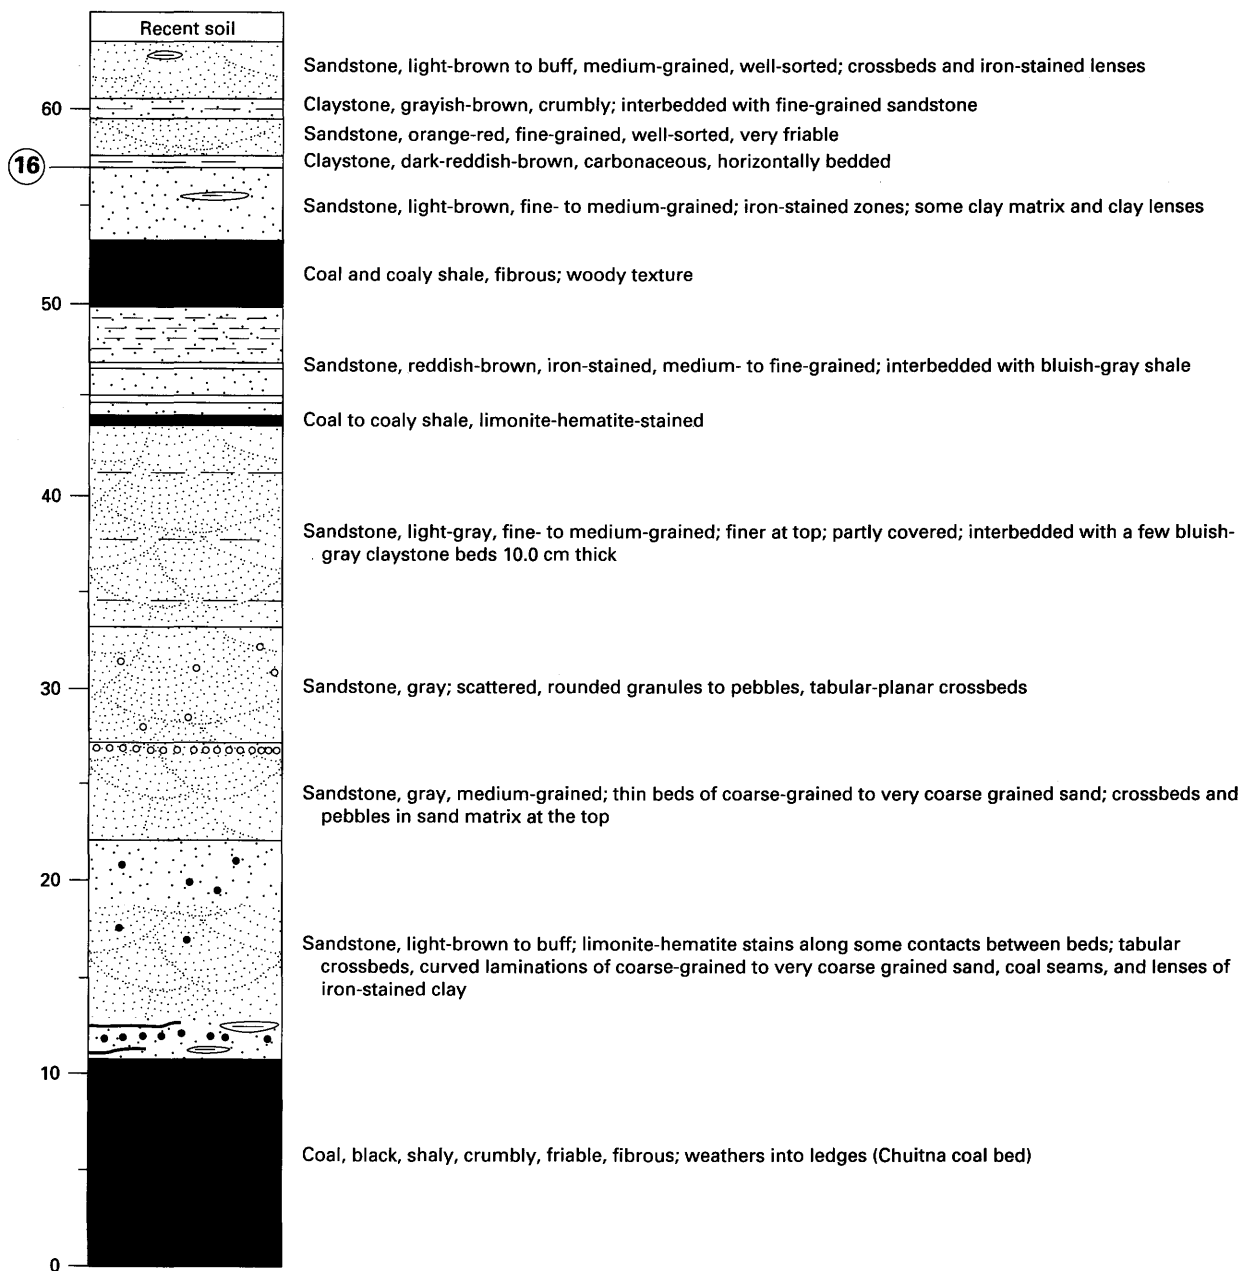 Recent soil
Sandstone, light-brown to buff, medium-grained, well-sorted; crossbeds and iron-stained lenses
60
Claystone, grayish-brown, crumbly; interbedded with fine-grained sandstone
Sandstone, orange-red, fine-grained, well-sorted, very friable
16
Claystone, dark-reddish-brown, carbonaceous, horizontally bedded
Sandstone, light-brown, fine- to medium-grained; iron-stained zones; some clay matrix and clay lenses
Coal and coaly shale, fibrous; woody texture
50
Sandstone, reddish-brown, iron-stained, medium- to fine-grained; interbedded with bluish-gray shale
Coal to coaly shale, limonite-hematite-stained
40
Sandstone, light-gray, fine- to medium-grained; finer at top; partly covered; interbedded with a few bluish-
gray claystone beds 10.0 cm thick
30
Sandstone, gray; scattered, rounded granules to pebbles, tabular-planar crossbeds
Sandstone, gray, medium-grained; thin beds of coarse-grained to very coarse grained sand; crossbeds and
pebbles in sand matrix at the top
20
Sandstone, light-brown to buff; limonite-hematite stains along some contacts between beds; tabular
crossbeds, curved laminations of coarse-grained to very coarse grained sand, coal seams, and lenses of
iron-stained clay
10
Coal, black, shaly, crumbly, friable, fibrous; weathers into ledges (Chuitna coal bed)
0